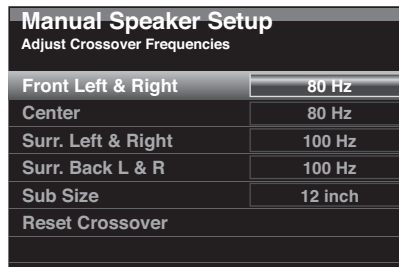 Manual Speaker Setup
Adjust Crossover Frequencies
Front Left & Right 80 Hz
Center 80 Hz
Surr. Left & Right 100 Hz
Surr. Back L & R 100 Hz
Sub Size 12 inch
Reset Crossover